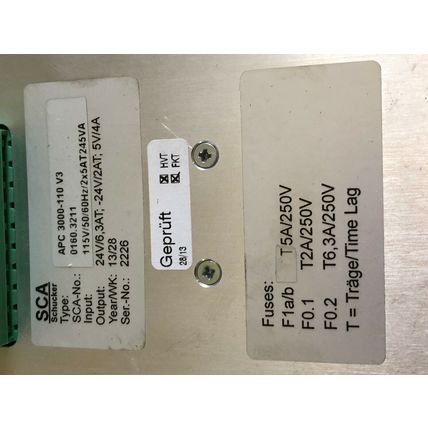 SCA
Schucker
Type: APC 3000-110 V3
SCA-No.: 0160.3211
Input: 115V/50/60Hz/2x5AT245VA
Output: 24V/6,3AT; -24V/2AT; 5V/4A
Year/WK: 13/28
Ser.-No.: 2226
Geprüft
HVT
FKT
28/13
Fuses:
F1a/b T5A/250V
F0.1 T2A/250V
F0.2 T6,3A/250V
T = Träge/Time Lag